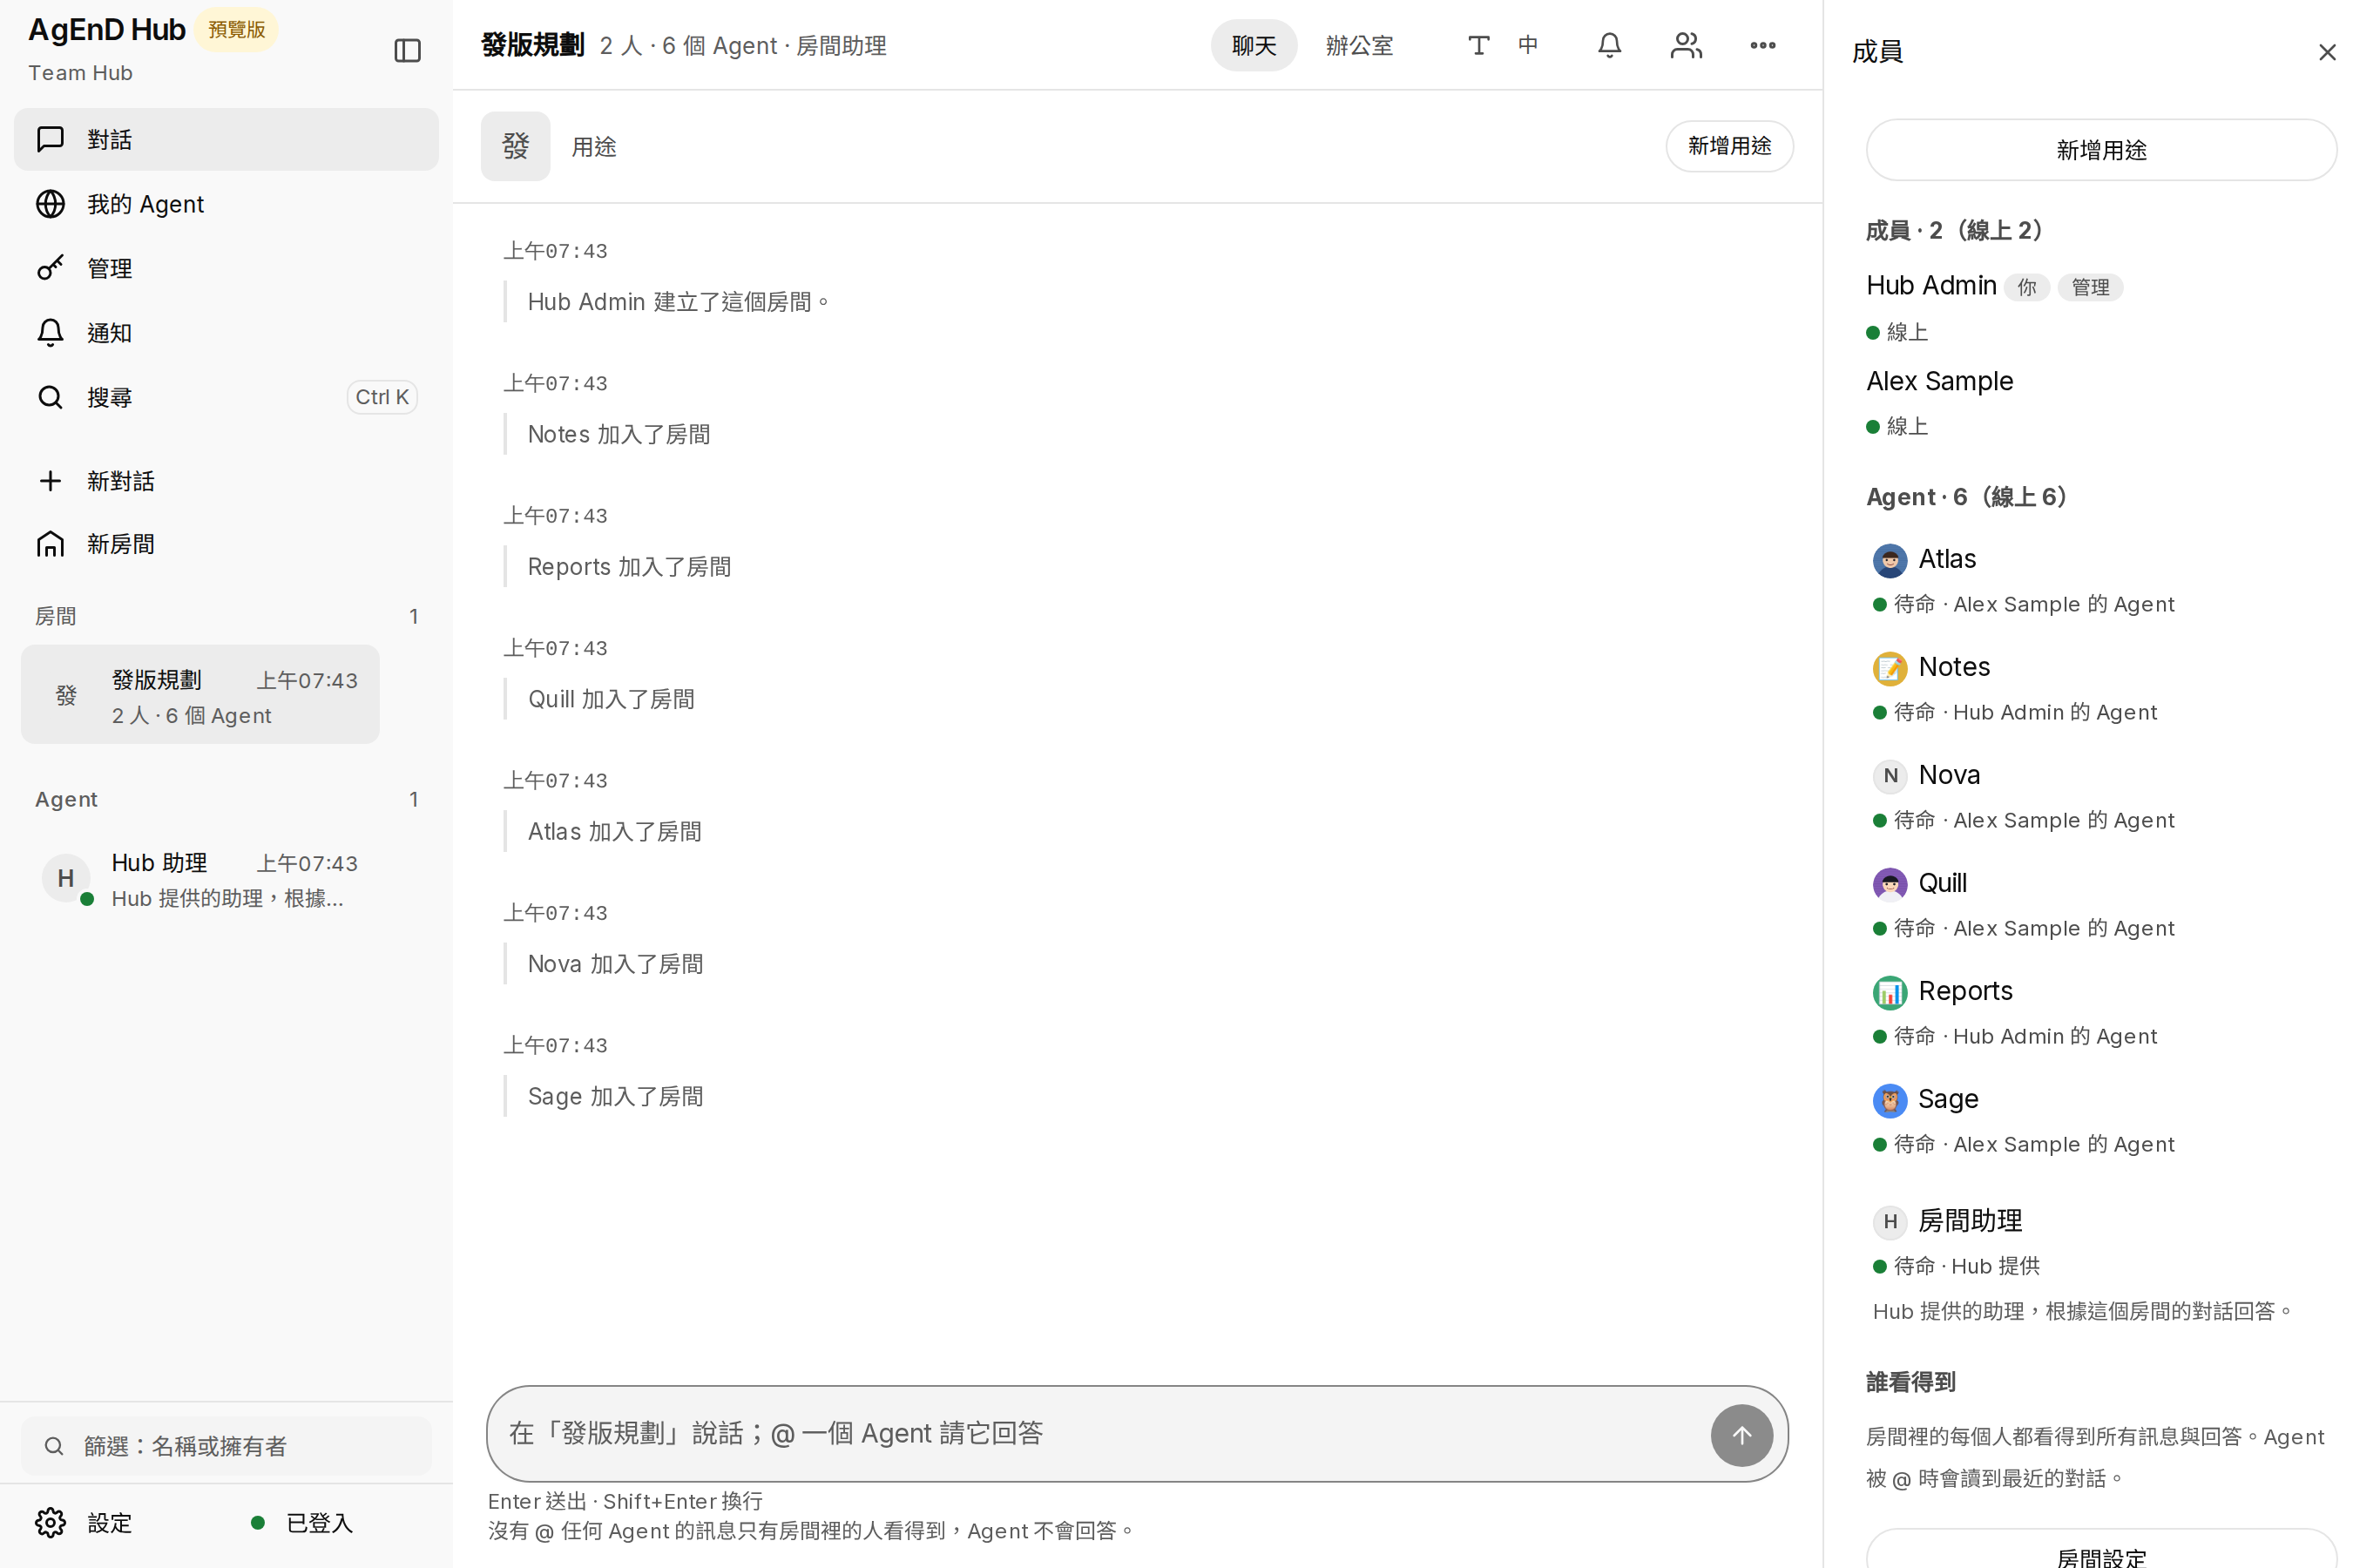 AgEnD Hub 預覽版
Team Hub
對話
我的 Agent
管理
通知
搜尋 Ctrl K
新對話
新房間
房間 1
發 發版規劃 上午07:43
2 人 · 6 個 Agent
Agent 1
H Hub 助理 上午07:43
Hub 提供的助理，根據...
篩選：名稱或擁有者
設定 已登入
發版規劃 2 人 · 6 個 Agent · 房間助理 聊天 辦公室 中
發 用途 新增用途
上午07:43
Hub Admin 建立了這個房間。
上午07:43
Notes 加入了房間
上午07:43
Reports 加入了房間
上午07:43
Quill 加入了房間
上午07:43
Atlas 加入了房間
上午07:43
Nova 加入了房間
上午07:43
Sage 加入了房間
在「發版規劃」說話；@ 一個 Agent 請它回答
Enter 送出 · Shift+Enter 換行
沒有 @ 任何 Agent 的訊息只有房間裡的人看得到，Agent 不會回答。
成員
新增用途
成員 · 2（線上 2）
Hub Admin 你 管理
線上
Alex Sample
線上
Agent · 6（線上 6）
Atlas
待命 · Alex Sample 的 Agent
Notes
待命 · Hub Admin 的 Agent
N Nova
待命 · Alex Sample 的 Agent
Quill
待命 · Alex Sample 的 Agent
Reports
待命 · Hub Admin 的 Agent
Sage
待命 · Alex Sample 的 Agent
H 房間助理
待命 · Hub 提供
Hub 提供的助理，根據這個房間的對話回答。
誰看得到
房間裡的每個人都看得到所有訊息與回答。Agent
被 @ 時會讀到最近的對話。
房間設定